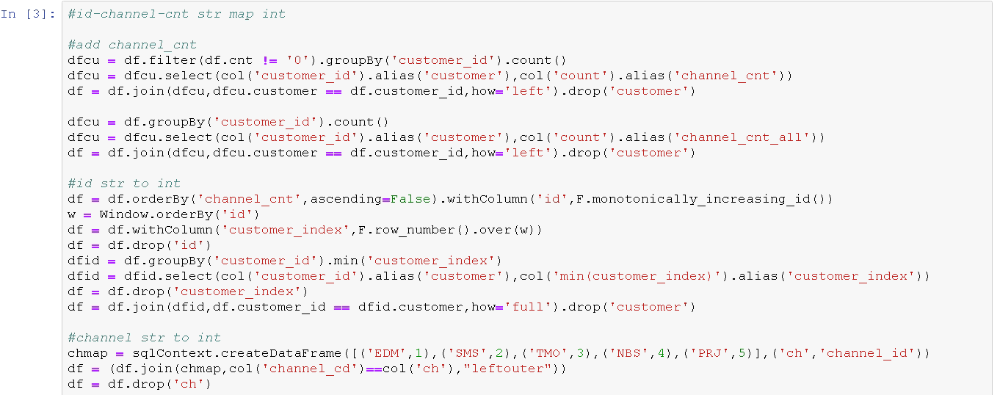 In [3]:
#id-channel-cnt str map int
#add channel_cnt
dfcu = df.filter(df.cnt != '0').groupBy('customer_id').count()
dfcu = dfcu.select(col('customer_id').alias('customer'),col('count').alias('channel_cnt'))
df = df.join(dfcu,dfcu.customer == df.customer_id,how='left').drop('customer')
dfcu = df.groupBy('customer_id').count()
dfcu = dfcu.select(col('customer_id').alias('customer'),col('count').alias('channel_cnt_all'))
df = df.join(dfcu,dfcu.customer == df.customer_id,how='left').drop('customer')
#id str to int
df = df.orderBy('channel_cnt',ascending=False).withColumn('id',F.monotonically_increasing_id())
w = Window.orderBy('id')
df = df.withColumn('customer_index',F.row_number().over(w))
df = df.drop('id')
dfid = df.groupBy('customer_id').min('customer_index')
dfid = dfid.select(col('customer_id').alias('customer'),col('min(customer_index)').alias('customer_index'))
df = df.drop('customer_index')
df = df.join(dfid,df.customer_id == dfid.customer,how='full').drop('customer')
#channel str to int
chmap = sqlContext.createDataFrame([('EDM',1),('SMS',2),('TMO',3),('NBS',4),('PRJ',5)],('ch','channel_id'))
df = (df.join(chmap,col('channel_cd')==col('ch'),"leftouter"))
df = df.drop('ch')